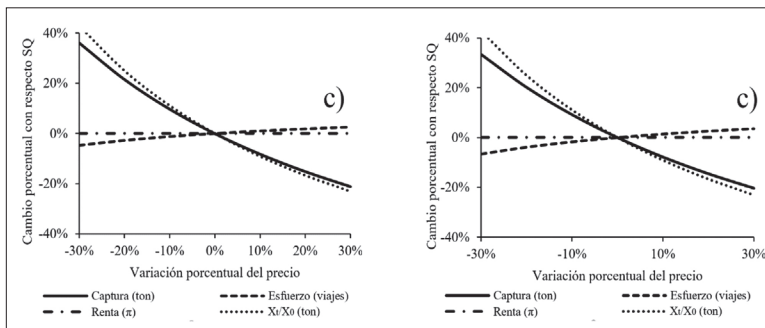 Cambio porcentual con respecto SQ
40%
20%
0%
-20%
-40%
c)
-30%
-20%
-10%
0%
10%
20%
30%
Variación porcentual del precio
Captura (ton)
Esfuerzo (viajes)
Renta (π)
Xt/X0 (ton)
Cambio porcentual con respecto SQ
40%
20%
0%
-20%
-40%
c)
-30%
-10%
10%
30%
Variación porcentual del precio
Captura (ton)
Esfuerzo (viajes)
Renta (π)
Xt/X0 (ton)